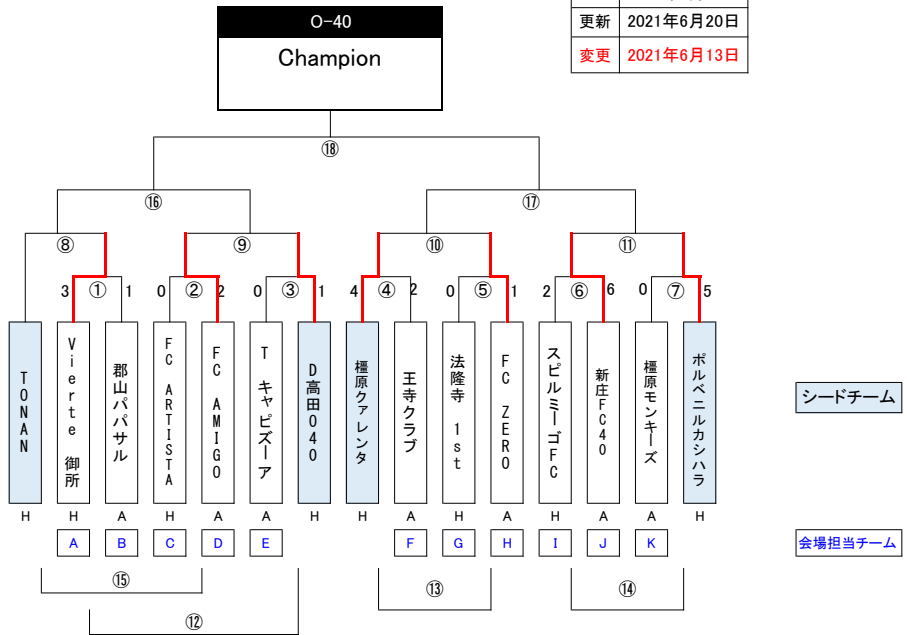 O-40
Champion
更新 2021年6月20日
変更 2021年6月13日
⑱
⑯ ⑰
⑧ ⑨ ⑩ ⑪
3 ① 1 0 ② 2 0 ③ 1 4 ④ 2 0 ⑤ 1 2 ⑥ 6 0 ⑦ 5
TONAN
Vierte 御所
郡山パパサル
FC ARTISTA
FC AMIGO
T キャピズーア
D高田O40
橿原クァレンタ
王寺クラブ
法隆寺 1st
FC ZERO
スピルミーゴFC
新庄FC40
橿原モンキーズ
ポルベニルカシハラ
シードチーム
H H A H A A H H A H A H A A H
A B C D E F G H I J K
会場担当チーム
⑮ ⑬ ⑭
⑫